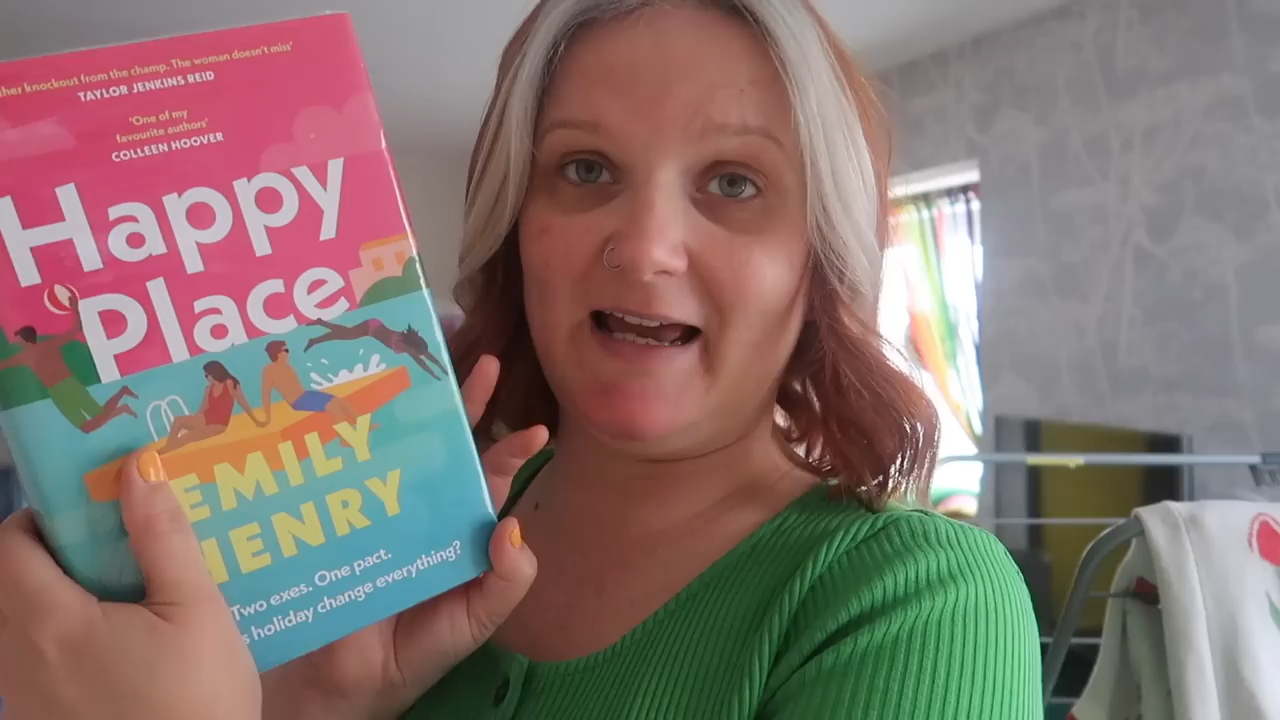 ther knockout from the champ. The woman doesn't miss'
TAYLOR JENKINS REID
'One of my
favourite authors'
COLLEEN HOOVER
Happy
Place
EMILY
HENRY
Two exes. One pact.
s holiday change everything?